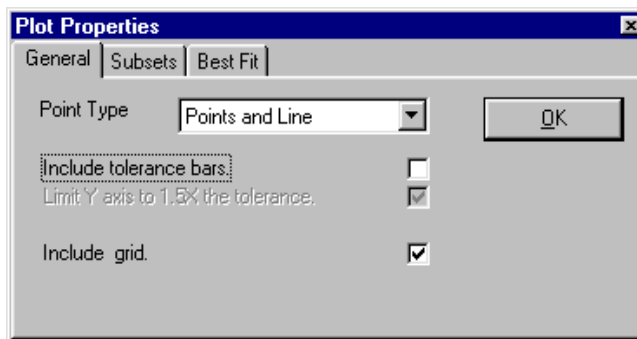 Plot Properties
General Subsets Best Fit
Point Type Points and Line OK
Include tolerance bars.
Limit Y axis to 1.5X the tolerance.
Include grid.